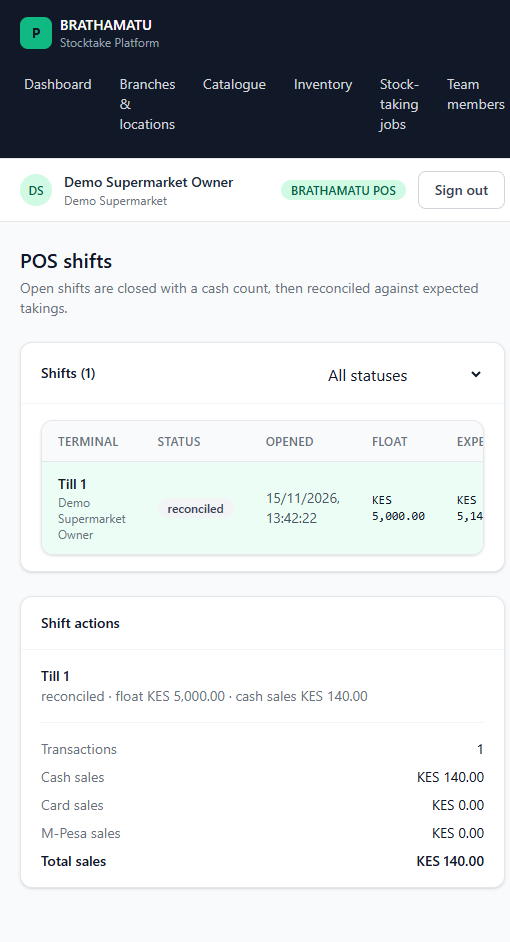 P
BRATHAMATU
Stocktake Platform
Dashboard
Branches
&
locations
Catalogue
Inventory
Stock-
taking
jobs
Team
members
DS
Demo Supermarket Owner
Demo Supermarket
BRATHAMATU POS
Sign out
POS shifts
Open shifts are closed with a cash count, then reconciled against expected
takings.
Shifts (1)
All statuses
TERMINAL STATUS OPENED FLOAT EXPE
Till 1
Demo
Supermarket
Owner
reconciled
15/11/2026,
13:42:22
KES
5,000.00
KES
5,14
Shift actions
Till 1
reconciled · float KES 5,000.00 · cash sales KES 140.00
Transactions 1
Cash sales KES 140.00
Card sales KES 0.00
M-Pesa sales KES 0.00
Total sales KES 140.00